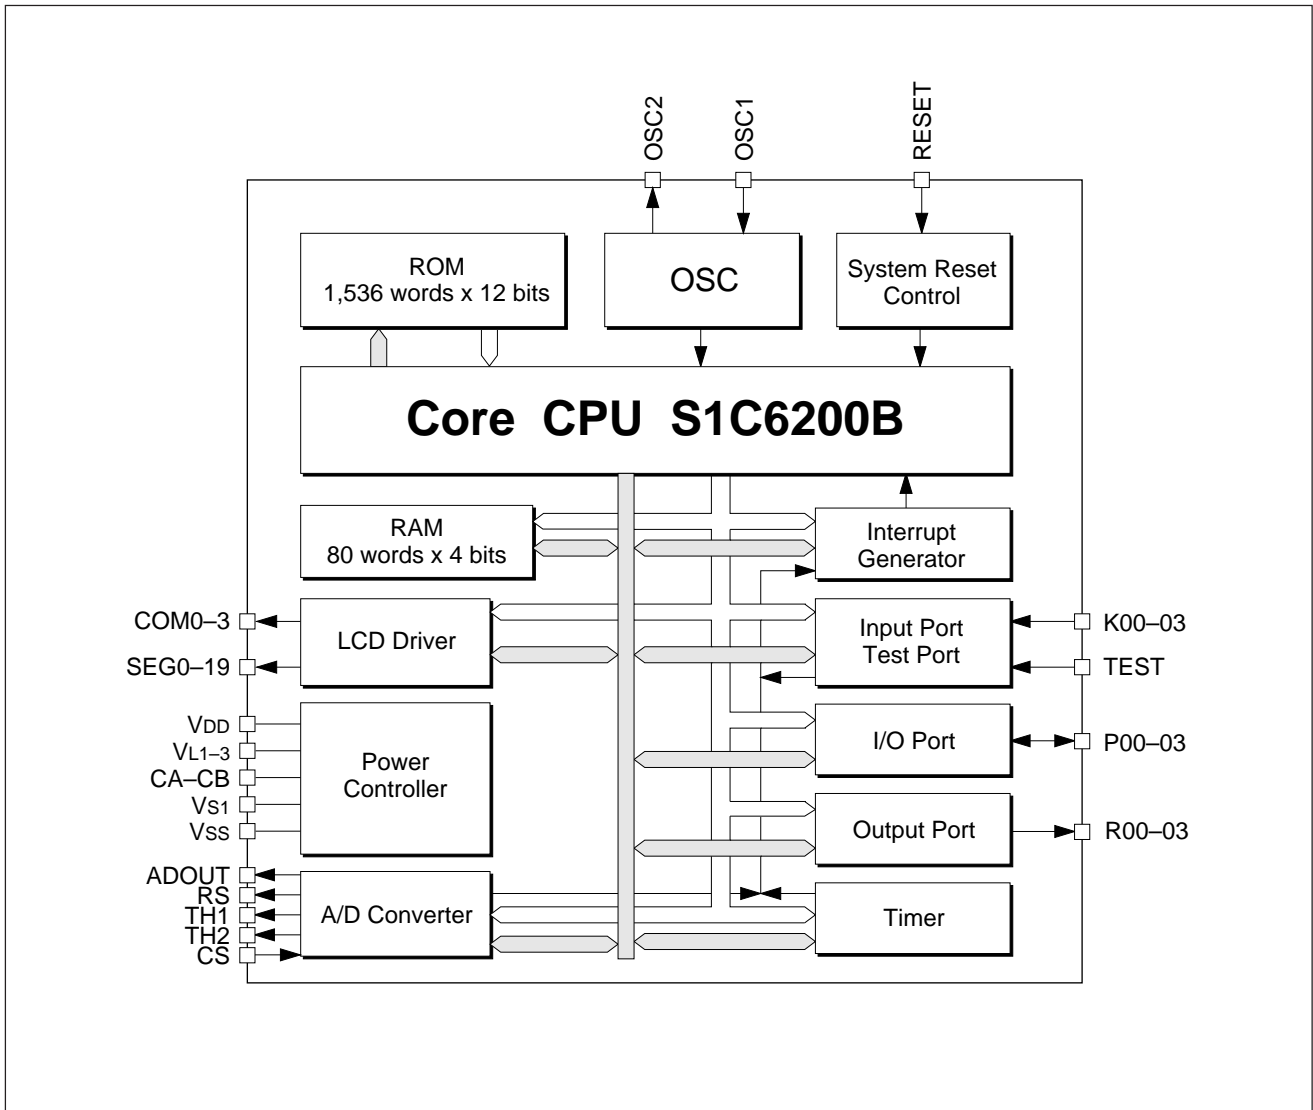 OSC2
OSC1
RESET
ROM
1,536 words x 12 bits
OSC
System Reset
Control
Core CPU S1C6200B
RAM
80 words x 4 bits
Interrupt
Generator
COM0–3
SEG0–19
LCD Driver
Input Port
Test Port
K00–03
TEST
VDD
VL1–3
CA–CB
VS1
VSS
Power
Controller
I/O Port
P00–03
Output Port
R00–03
ADOUT
RS
TH1
TH2
CS
A/D Converter
Timer